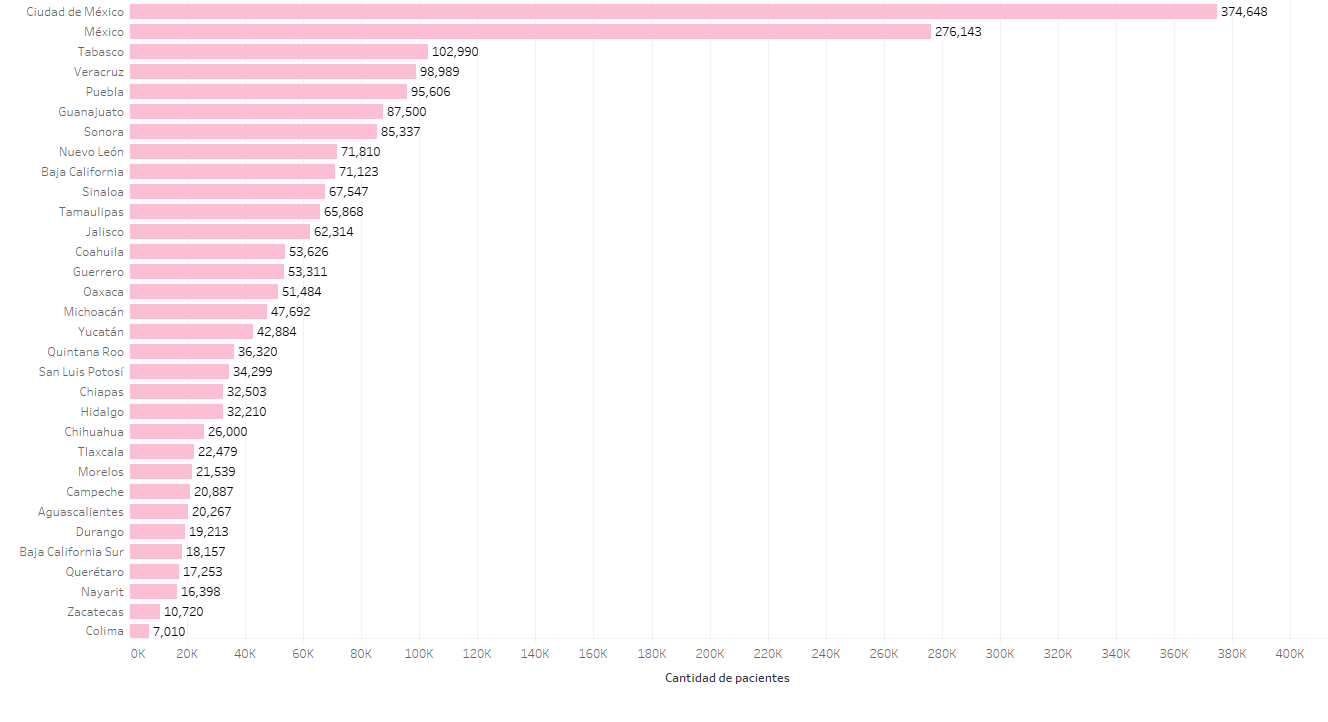 Ciudad de México 374,648
México 276,143
Tabasco 102,990
Veracruz 98,989
Puebla 95,606
Guanajuato 87,500
Sonora 85,337
Nuevo León 71,810
Baja California 71,123
Sinaloa 67,547
Tamaulipas 65,868
Jalisco 62,314
Coahuila 53,626
Guerrero 53,311
Oaxaca 51,484
Michoacán 47,692
Yucatán 42,884
Quintana Roo 36,320
San Luis Potosí 34,299
Chiapas 32,503
Hidalgo 32,210
Chihuahua 26,000
Tlaxcala 22,479
Morelos 21,539
Campeche 20,887
Aguascalientes 20,267
Durango 19,213
Baja California Sur 18,157
Querétaro 17,253
Nayarit 16,398
Zacatecas 10,720
Colima 7,010
0K 20K 40K 60K 80K 100K 120K 140K 160K 180K 200K 220K 240K 260K 280K 300K 320K 340K 360K 380K 400K
Cantidad de pacientes